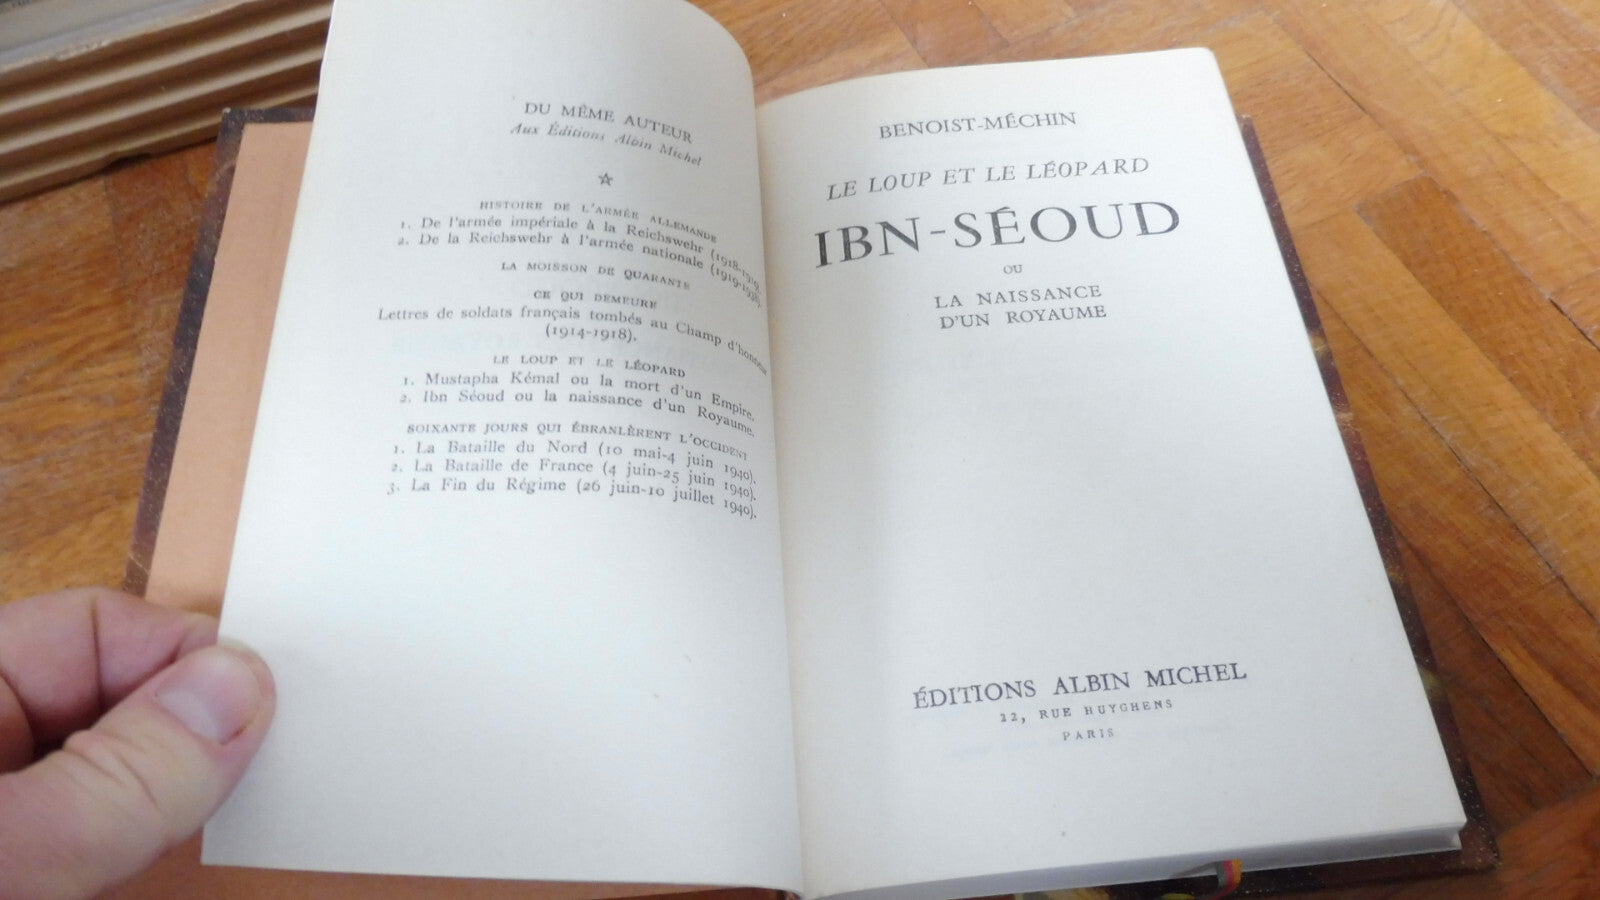 DU MÊME AUTEUR
Aux Éditions Albin Michel
HISTOIRE DE L'ARMÉE ALLEMANDE
1. De l'armée impériale à la Reichswehr (1918-1919).
2. De la Reichswehr à l'armée nationale (1919-1938).
LA MOISSON DE QUARANTE
CE QUI DEMEURE
Lettres de soldats français tombés au Champ d'honneur
(1914-1918).
LE LOUP ET LE LÉOPARD
1. Mustapha Kémal ou la mort d'un Empire.
2. Ibn Séoud ou la naissance d'un Royaume.
SOIXANTE JOURS QUI ÉBRANLÈRENT L'OCCIDENT
1. La Bataille du Nord (10 mai-4 juin 1940).
2. La Bataille de France (4 juin-25 juin 1940).
3. La Fin du Régime (26 juin-10 juillet 1940).
BENOIST-MÉCHIN
LE LOUP ET LE LÉOPARD
IBN-SÉOUD
OU
LA NAISSANCE
D'UN ROYAUME
ÉDITIONS ALBIN MICHEL
22, RUE HUYGHENS
PARIS